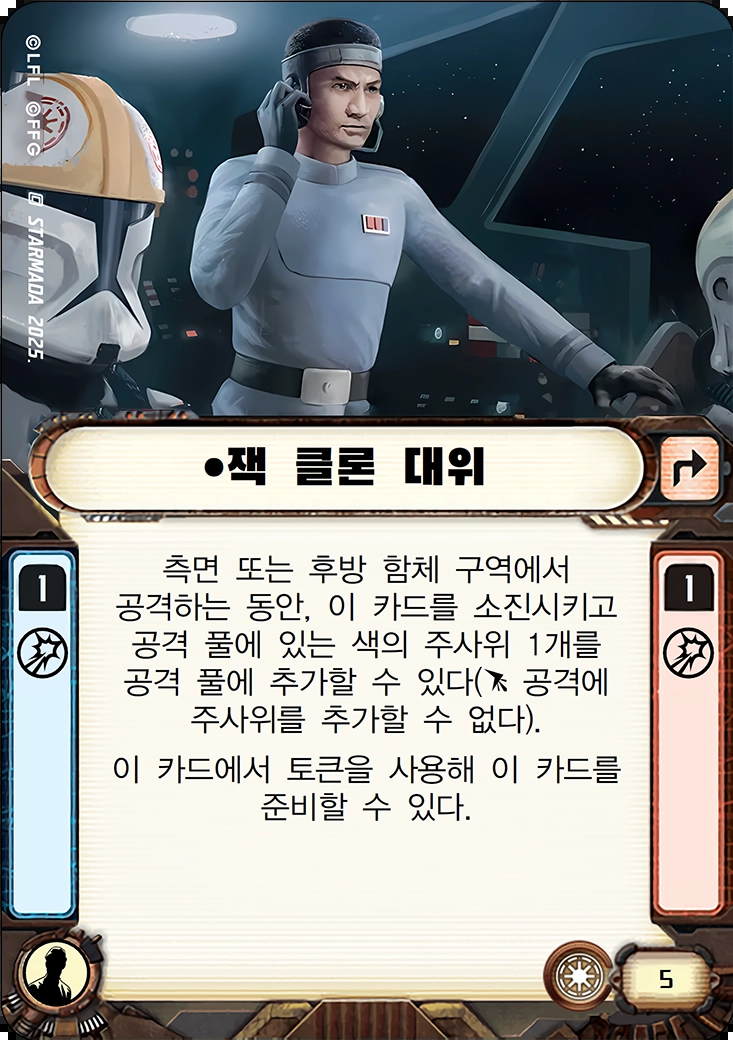 ©LFL ©FFG STARMADA 2025.
•잭 클론 대위
1
1
측면 또는 후방 함체 구역에서
공격하는 동안, 이 카드를 소진시키고
공격 풀에 있는 색의 주사위 1개를
공격 풀에 추가할 수 있다( 공격에
주사위를 추가할 수 없다).
이 카드에서 토큰을 사용해 이 카드를
준비할 수 있다.
5